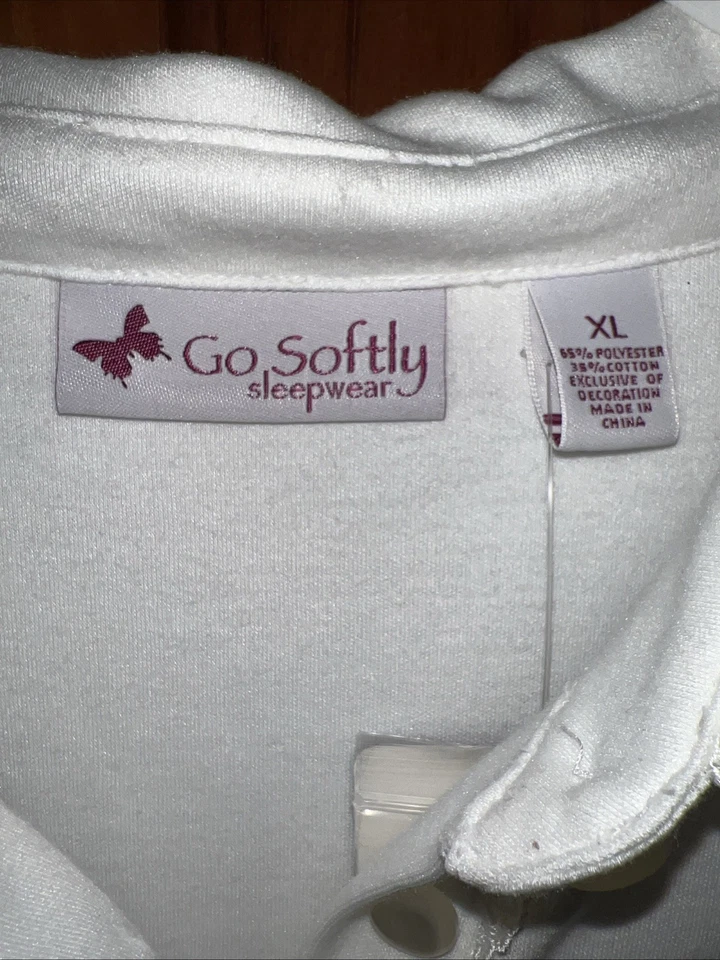 Go Softly
sleepwear
XL
65% POLYESTER
35% COTTON
EXCLUSIVE OF
DECORATION
MADE IN
CHINA